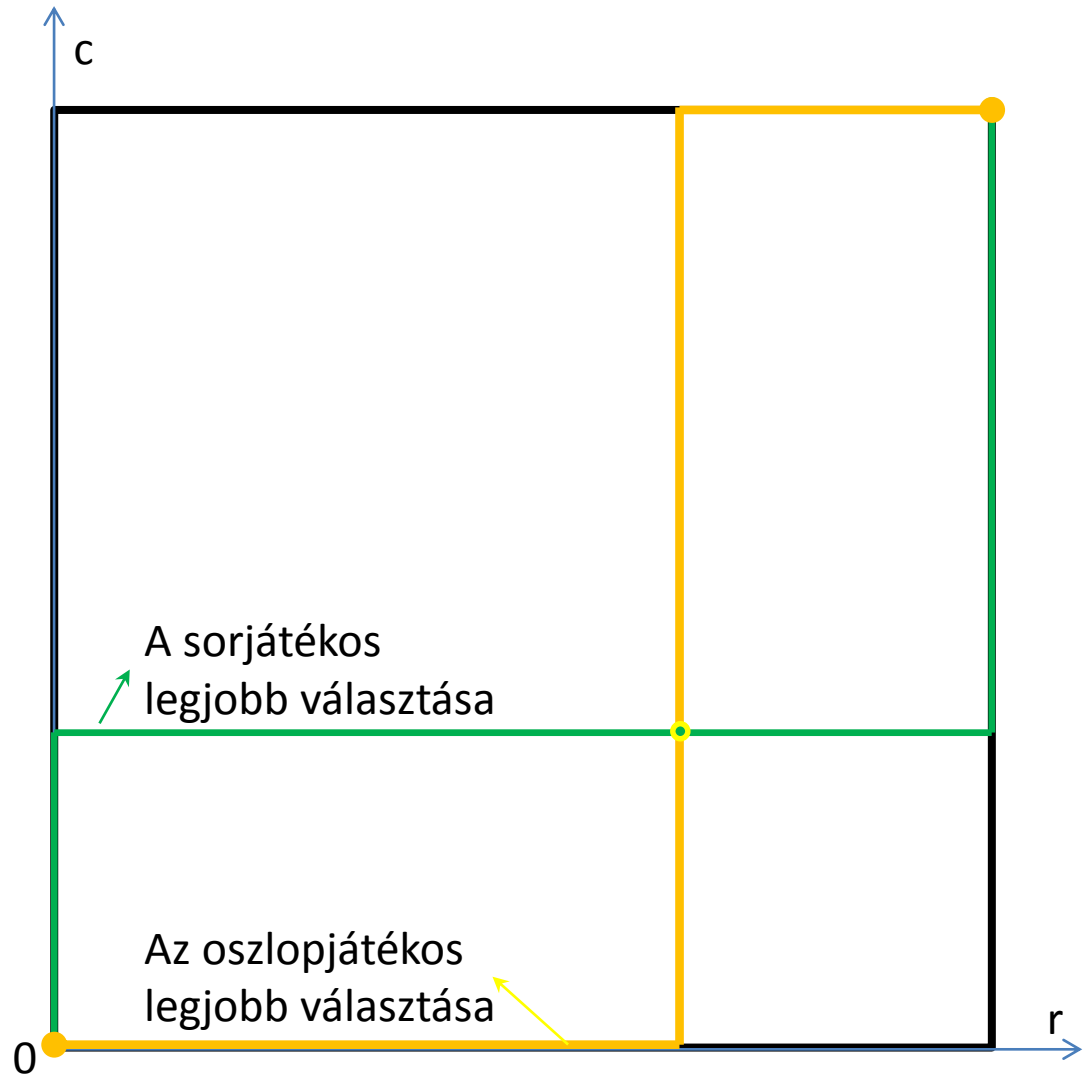 c
A sorjátékos
legjobb választása
Az oszlopjátékos
legjobb választása
r
0